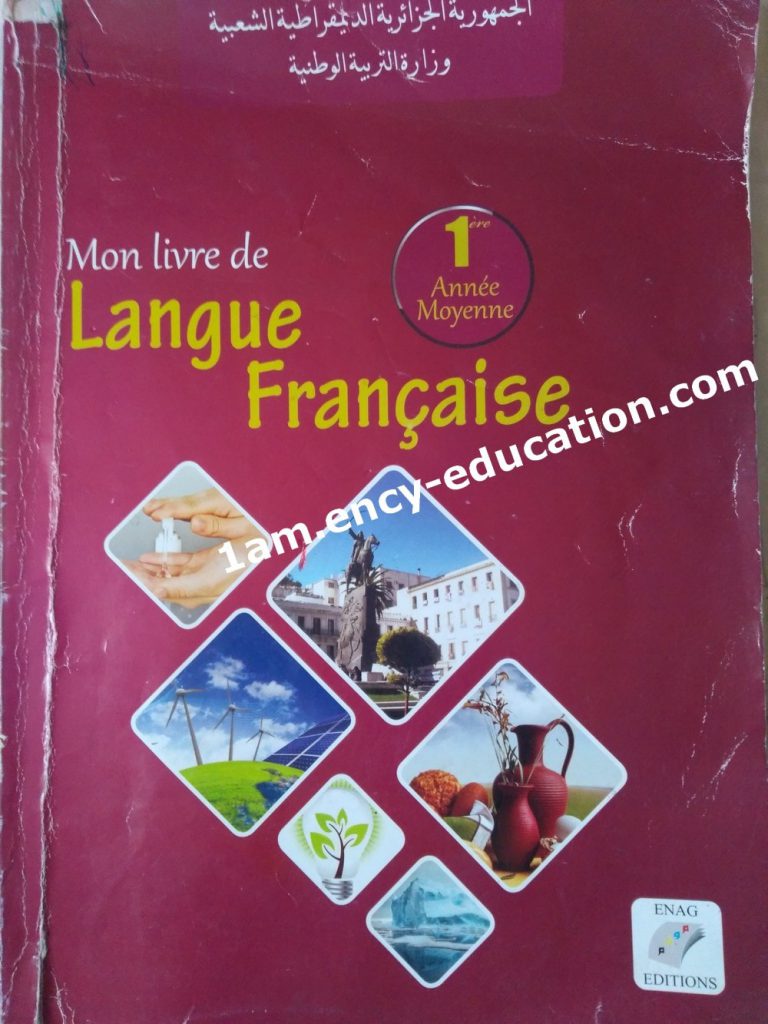 الجمهورية الجزائرية الديمقراطية الشعبية
وزارة التربية الوطنية
Mon livre de
Langue
Française
1ère
Année
Moyenne
1am.ency-education.com
ENAG
موفم
EDITIONS